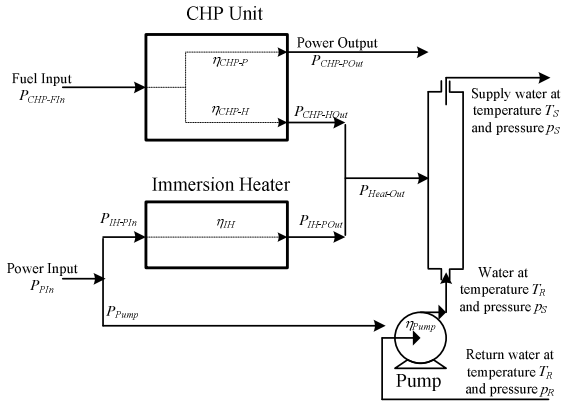 CHP Unit
Power Output
P_CHP-POut
η_CHP-P
Fuel Input
P_CHP-FIn
η_CHP-H
P_CHP-HOut
Supply water at
temperature T_S
and pressure p_S
Immersion Heater
P_Heat-Out
P_IH-PIn
η_IH
P_IH-POut
Power Input
P_PIn
P_Pump
Water at
temperature T_R
and pressure p_S
η_Pump
Pump
Return water at
temperature T_R
and pressure p_R